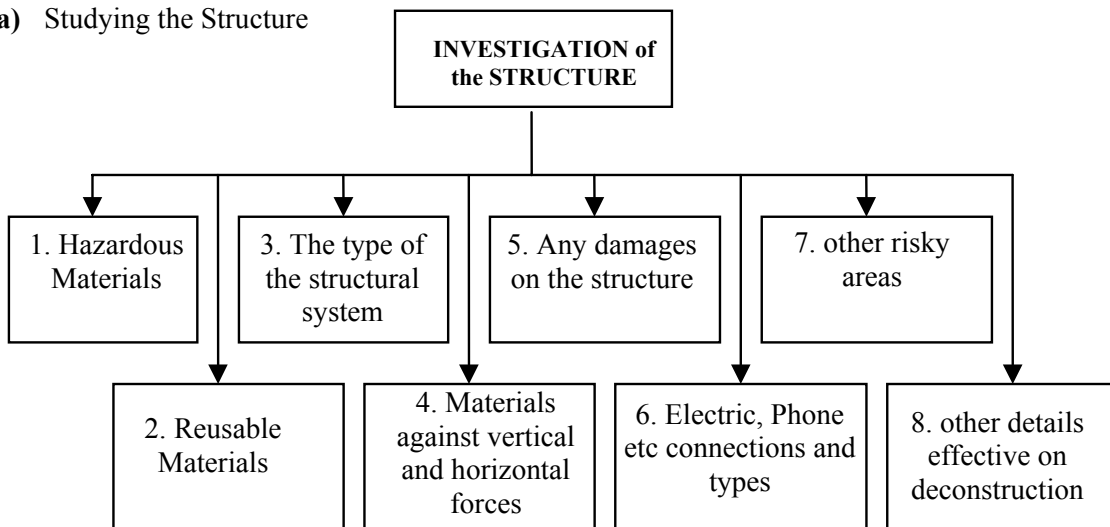 a) Studying the Structure
INVESTIGATION of
the STRUCTURE
1. Hazardous
Materials
3. The type of
the structural
system
5. Any damages
on the structure
7. other risky
areas
2. Reusable
Materials
4. Materials
against vertical
and horizontal
forces
6. Electric, Phone
etc connections and
types
8. other details
effective on
deconstruction